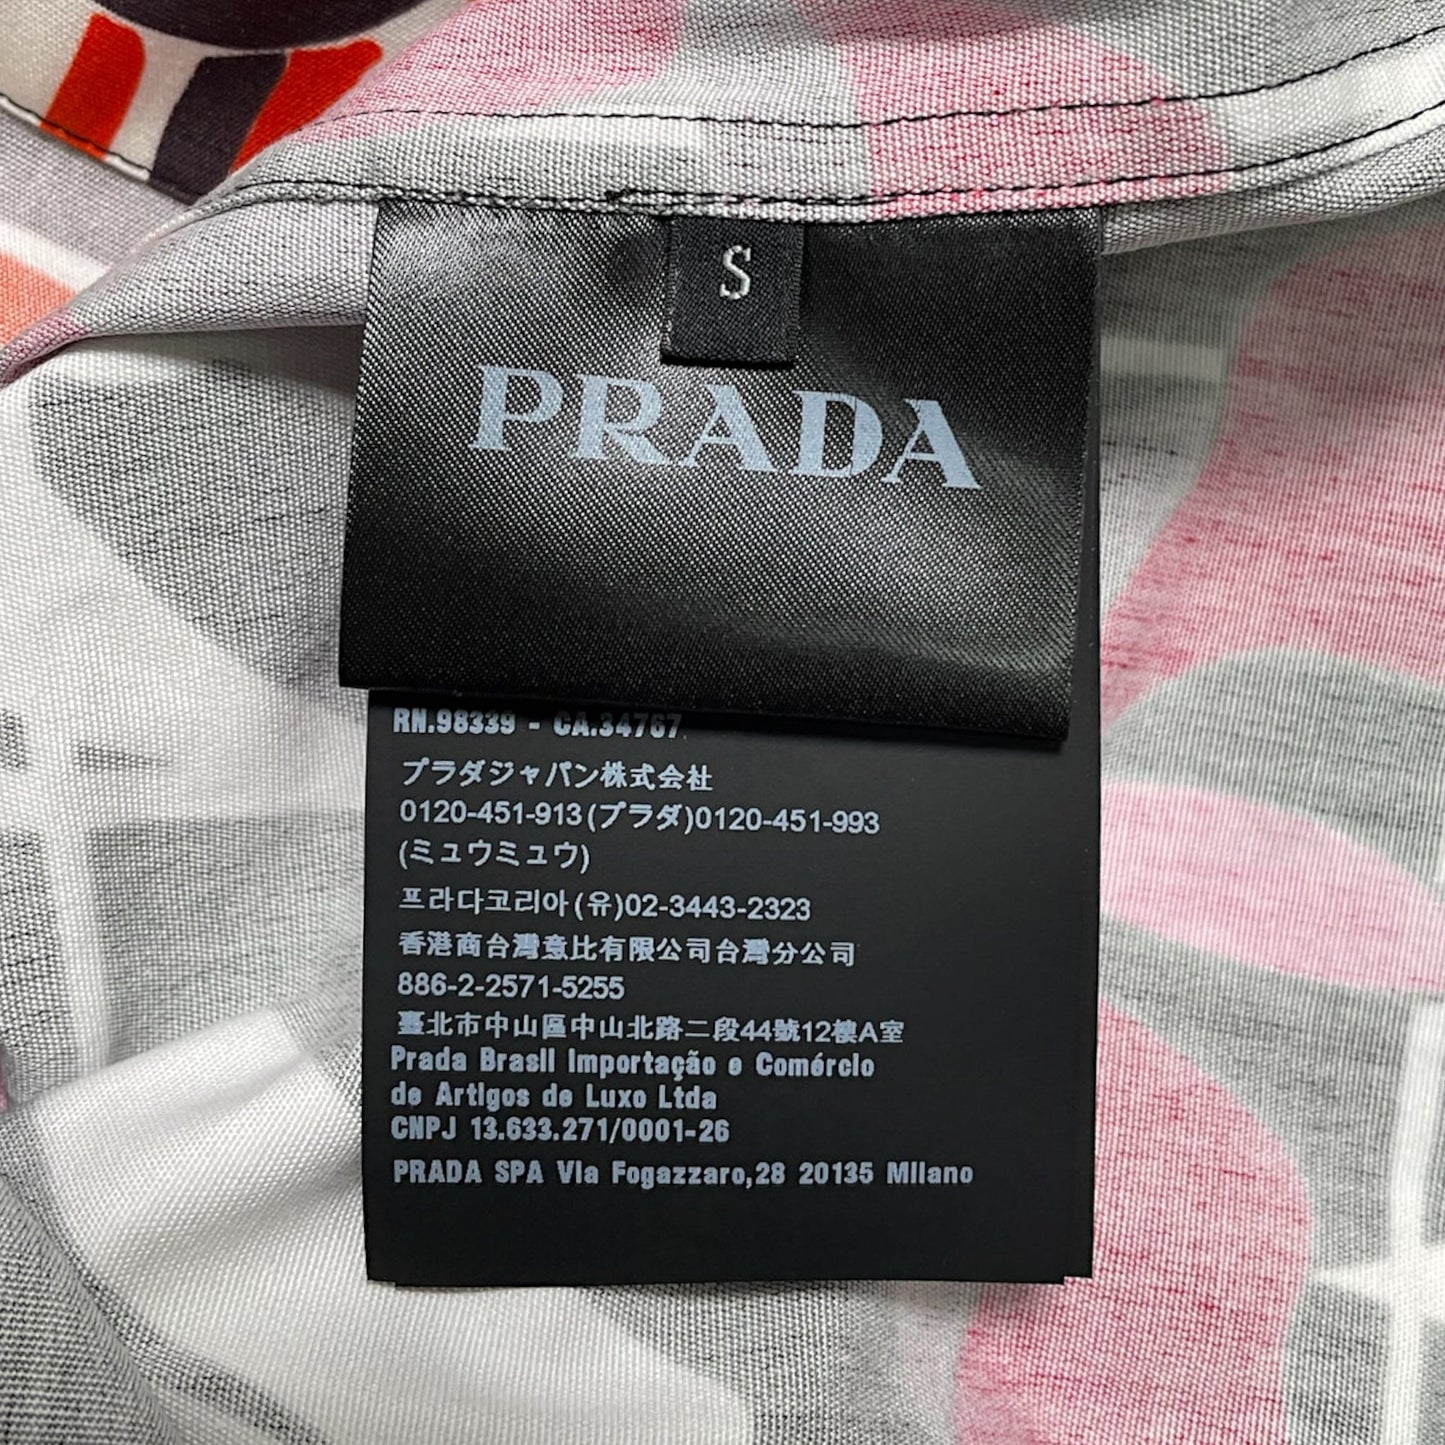 S
PRADA
RN.98339 - CA.34767
プラダジャパン株式会社
0120-451-913(プラダ)0120-451-993
(ミュウミュウ)
프라다코리아(유)02-3443-2323
香港商台灣意比有限公司台灣分公司
886-2-2571-5255
臺北市中山區中山北路二段44號12樓A室
Prada Brasil Importação e Comércio
de Artigos de Luxo Ltda
CNPJ 13.633.271/0001-26
PRADA SPA Via Fogazzaro,28 20135 Milano